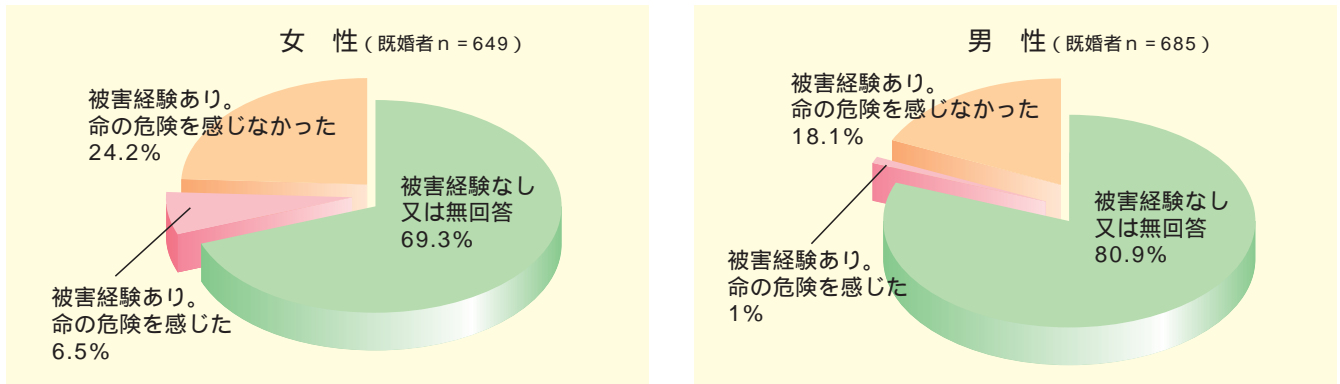 女 性(既婚者n=649)
被害経験あり。
命の危険を感じなかった
24.2%
被害経験なし
又は無回答
69.3%
被害経験あり。
命の危険を感じた
6.5%
男 性(既婚者n=685)
被害経験あり。
命の危険を感じなかった
18.1%
被害経験なし
又は無回答
80.9%
被害経験あり。
命の危険を感じた
1%